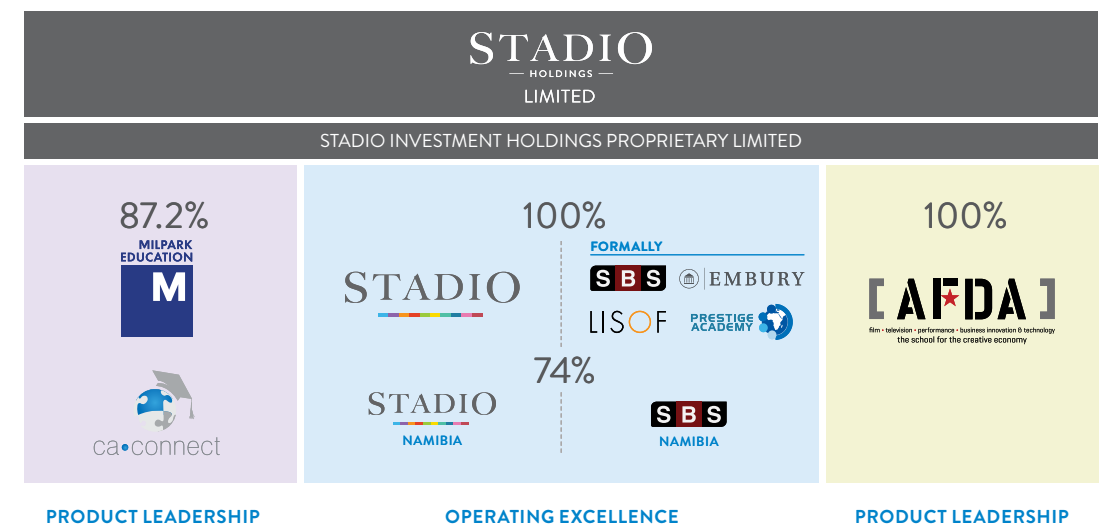 STADIO
HOLDINGS
LIMITED
STADIO INVESTMENT HOLDINGS PROPRIETARY LIMITED
87.2%
MILPARK
EDUCATION
M
ca•connect
100%
STADIO
FORMALLY
SBS
EMBURY
LISOF
PRESTIGE
ACADEMY
74%
STADIO
NAMIBIA
SBS
NAMIBIA
100%
[AFDA]
film • television • performance • business innovation & technology
the school for the creative economy
PRODUCT LEADERSHIP
OPERATING EXCELLENCE
PRODUCT LEADERSHIP